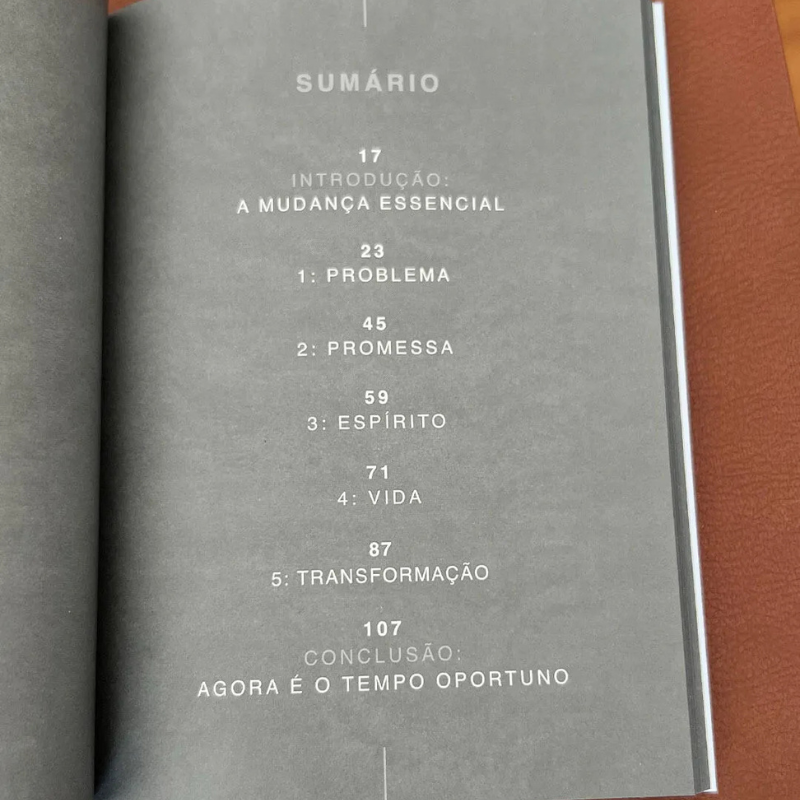 SUMÁRIO
17
INTRODUÇÃO:
A MUDANÇA ESSENCIAL
23
1: PROBLEMA
45
2: PROMESSA
59
3: ESPÍRITO
71
4: VIDA
87
5: TRANSFORMAÇÃO
107
CONCLUSÃO:
AGORA É O TEMPO OPORTUNO